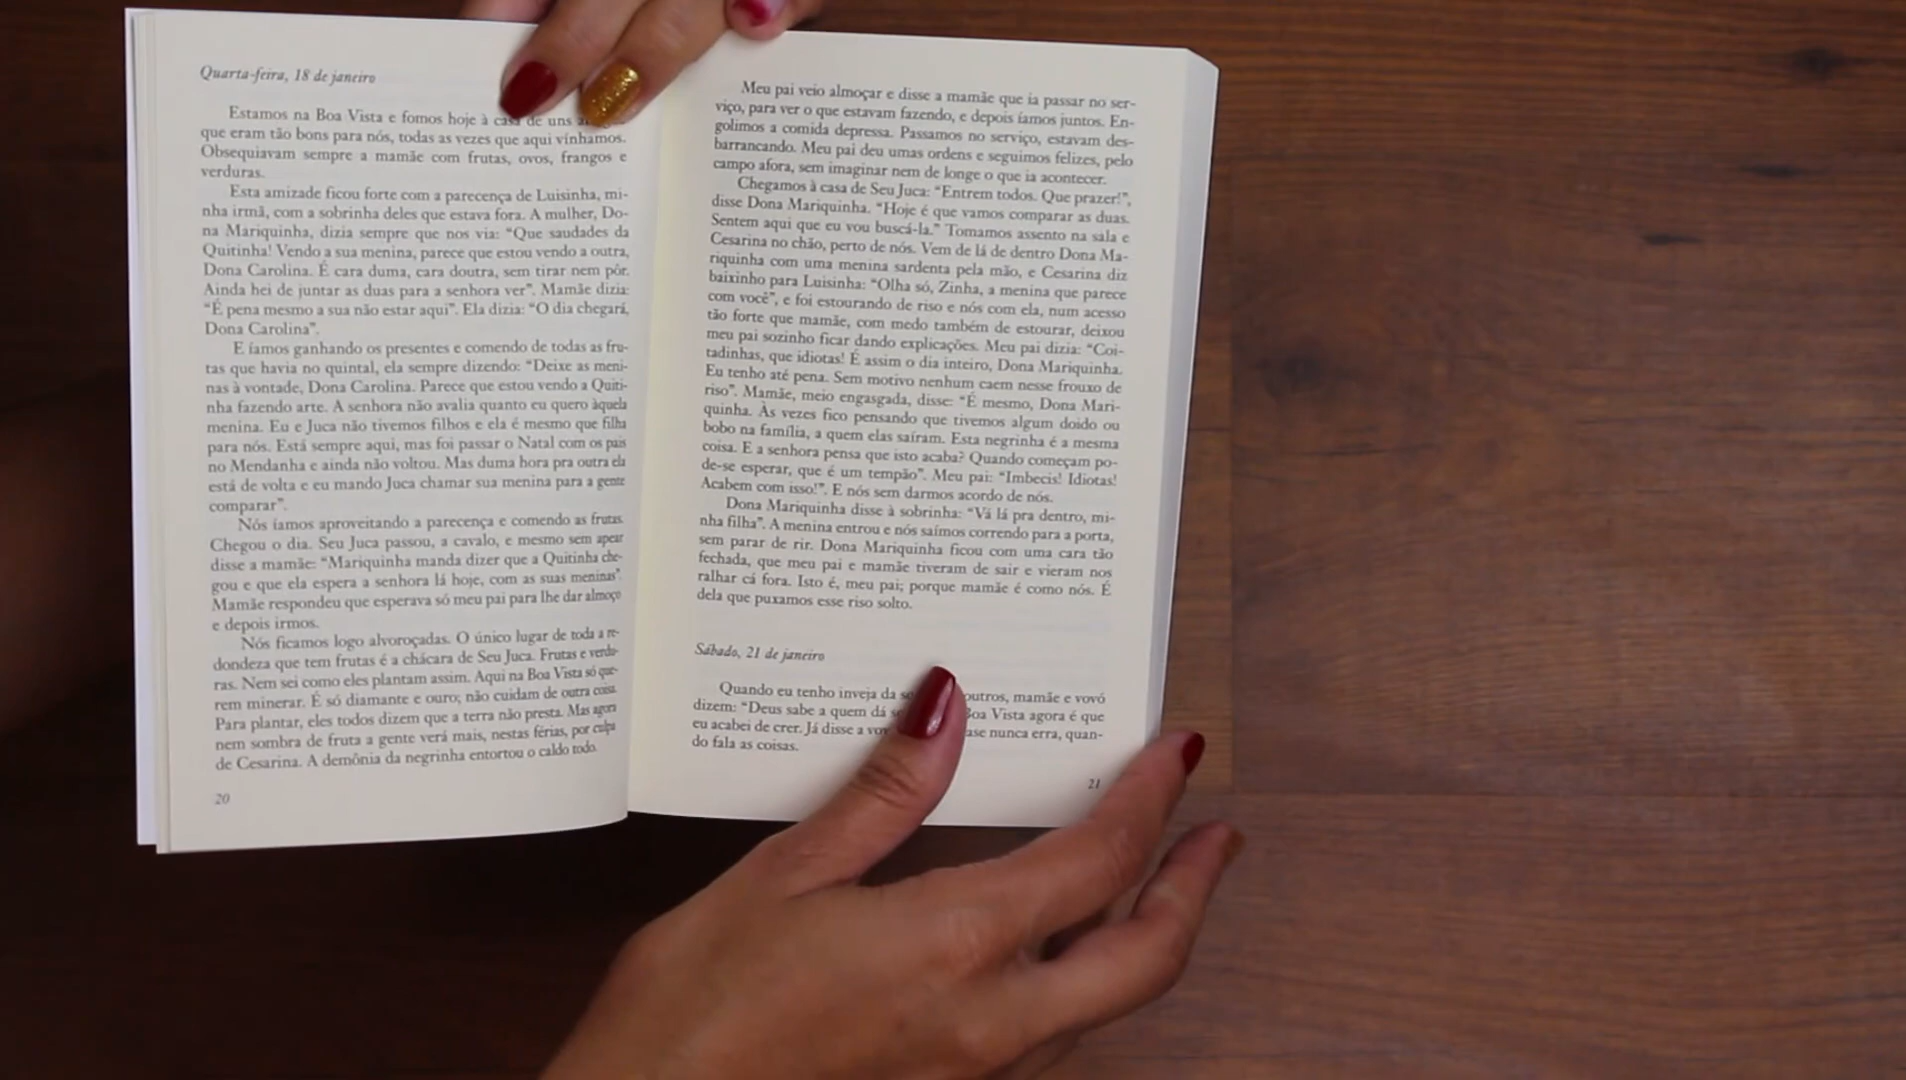 Quarta-feira, 18 de janeiro
Estamos na Boa Vista e fomos hoje à casa de uns
que eram tão bons para nós, todas as vezes que aqui vínhamos.
Obsequiavam sempre a mamãe com frutas, ovos, frangos e
verduras.
Esta amizade ficou forte com a parecença de Luisinha, mi-
nha irmã, com a sobrinha deles que estava fora. A mulher, Do-
na Mariquinha, dizia sempre que nos via: “Que saudades da
Quitinha! Vendo a sua menina, parece que estou vendo a outra,
Dona Carolina. É cara duma, cara doutra, sem tirar nem pôr.
Ainda hei de juntar as duas para a senhora ver”. Mamãe dizia:
“É pena mesmo a sua não estar aqui”. Ela dizia: “O dia chegará,
Dona Carolina”.
E íamos ganhando os presentes e comendo de todas as fru-
tas que havia no quintal, ela sempre dizendo: “Deixe as meni-
nas à vontade, Dona Carolina. Parece que estou vendo a Quiti-
nha fazendo arte. A senhora não avalia quanto eu quero àquela
menina. Eu e Juca não tivemos filhos e ela é mesmo que filha
para nós. Está sempre aqui, mas foi passar o Natal com os pais
no Mendanha e ainda não voltou. Mas duma hora pra outra ela
está de volta e eu mando Juca chamar sua menina para a gente
comparar”.
Nós íamos aproveitando a parecença e comendo as frutas.
Chegou o dia. Seu Juca passou, a cavalo, e mesmo sem apear
disse a mamãe: “Mariquinha manda dizer que a Quitinha che-
gou e que ela espera a senhora lá hoje, com as suas meninas”.
Mamãe respondeu que esperava só meu pai para lhe dar almoço
e depois irmos.
Nós ficamos logo alvoroçadas. O único lugar de toda a re-
dondeza que tem frutas é a chácara de Seu Juca. Frutas e verdu-
ras. Nem sei como eles plantam assim. Aqui na Boa Vista só que-
rem minerar. É só diamante e ouro; não cuidam de outra coisa.
Para plantar, eles todos dizem que a terra não presta. Mas agora
nem sombra de fruta a gente verá mais, nestas férias, por culpa
de Cesarina. A demônia da negrinha entortou o caldo todo.
20
Meu pai veio almoçar e disse a mamãe que ia passar no ser-
viço, para ver o que estavam fazendo, e depois íamos juntos. En-
golimos a comida depressa. Passamos no serviço, estavam des-
barrancando. Meu pai deu umas ordens e seguimos felizes, pelo
campo afora, sem imaginar nem de longe o que ia acontecer.
Chegamos à casa de Seu Juca: “Entrem todos. Que prazer!”,
disse Dona Mariquinha. “Hoje é que vamos comparar as duas.
Sentem aqui que eu vou buscá-la.” Tomamos assento na sala e
Cesarina no chão, perto de nós. Vem de lá de dentro Dona Ma-
riquinha com uma menina sardenta pela mão, e Cesarina diz
baixinho para Luisinha: “Olha só, Zinha, a menina que parece
com você”, e foi estourando de riso e nós com ela, num acesso
tão forte que mamãe, com medo também de estourar, deixou
meu pai sozinho ficar dando explicações. Meu pai dizia: “Coi-
tadinhas, que idiotas! É assim o dia inteiro, Dona Mariquinha.
Eu tenho até pena. Sem motivo nenhum caem nesse frouxo de
riso”. Mamãe, meio engasgada, disse: “É mesmo, Dona Mari-
quinha. Às vezes fico pensando que tivemos algum doido ou
bobo na família, a quem elas saíram. Esta negrinha é a mesma
coisa. E a senhora pensa que isto acaba? Quando começam po-
de-se esperar, que é um tempão”. Meu pai: “Imbecis! Idiotas!
Acabem com isso!”. E nós sem darmos acordo de nós.
Dona Mariquinha disse à sobrinha: “Vá lá pra dentro, mi-
nha filha”. A menina entrou e nós saímos correndo para a porta,
sem parar de rir. Dona Mariquinha ficou com uma cara tão
fechada, que meu pai e mamãe tiveram de sair e vieram nos
ralhar cá fora. Isto é, meu pai; porque mamãe é como nós. É
dela que puxamos esse riso solto.
Sábado, 21 de janeiro
Quando eu tenho inveja da outros, mamãe e vovó
dizem: “Deus sabe a quem dá Boa Vista agora é que
eu acabei de crer. Já disse a nunca erra, quan-
do fala as coisas.
21